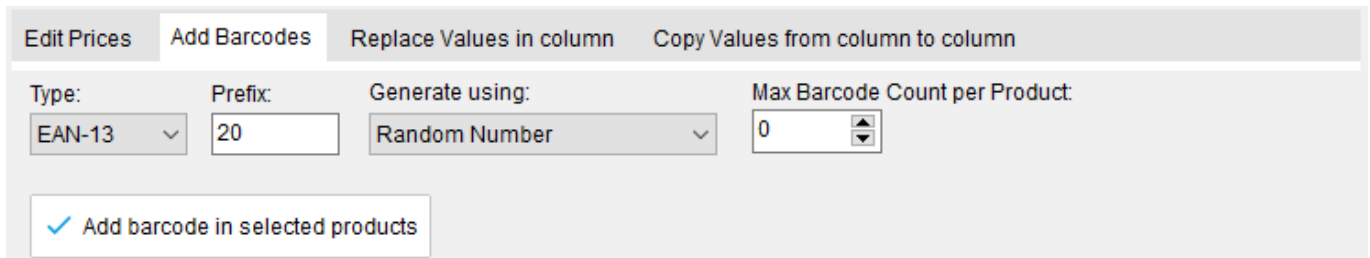 Edit Prices Add Barcodes Replace Values in column Copy Values from column to column
Type: Prefix: Generate using: Max Barcode Count per Product:
EAN-13 20 Random Number 0
Add barcode in selected products